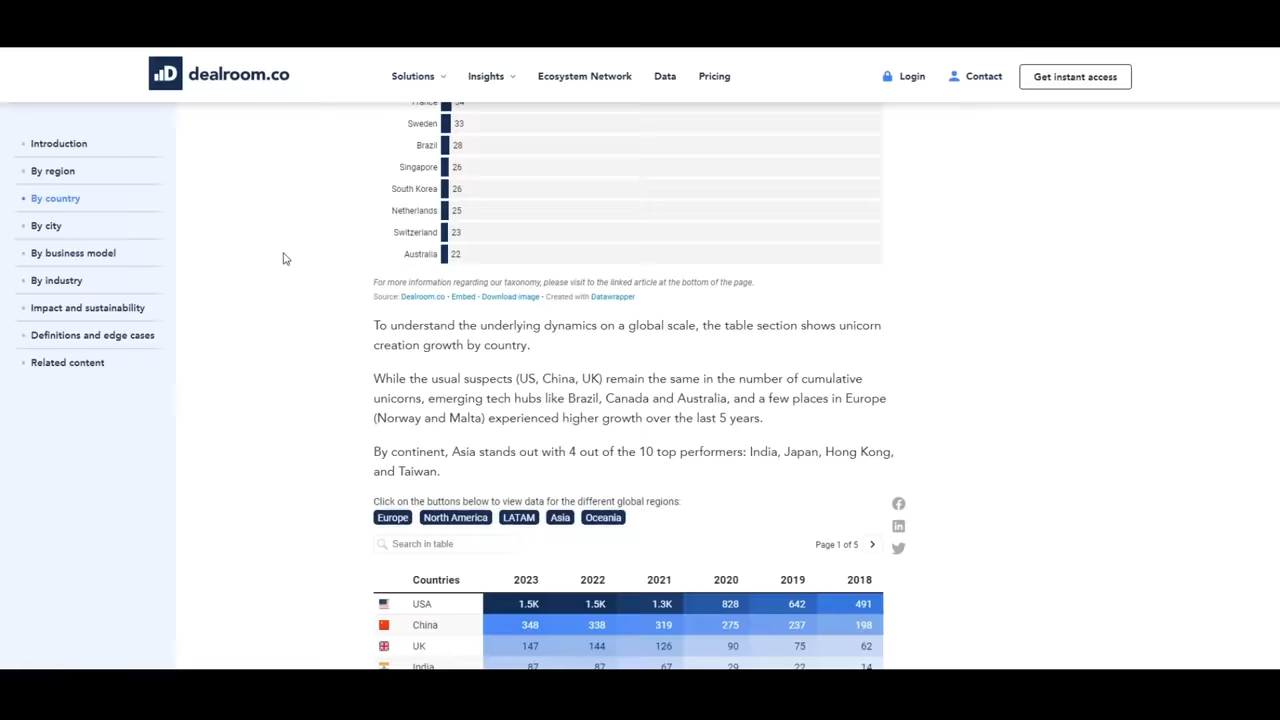 dealroom.co
Solutions
Insights
Ecosystem Network
Data
Pricing
Login
Contact
Get instant access
Introduction
By region
By country
By city
By business model
By industry
Impact and sustainability
Definitions and edge cases
Related content
France 34
Sweden 33
Brazil 28
Singapore 26
South Korea 26
Netherlands 25
Switzerland 23
Australia 22
For more information regarding our taxonomy, please visit to the linked article at the bottom of the page.
Source: Dealroom.co - Embed - Download image - Created with Datawrapper
To understand the underlying dynamics on a global scale, the table section shows unicorn
creation growth by country.
While the usual suspects (US, China, UK) remain the same in the number of cumulative
unicorns, emerging tech hubs like Brazil, Canada and Australia, and a few places in Europe
(Norway and Malta) experienced higher growth over the last 5 years.
By continent, Asia stands out with 4 out of the 10 top performers: India, Japan, Hong Kong,
and Taiwan.
Click on the buttons below to view data for the different global regions:
Europe North America LATAM Asia Oceania
Search in table
Page 1 of 5
Countries 2023 2022 2021 2020 2019 2018
USA 1.5K 1.5K 1.3K 828 642 491
China 348 338 319 275 237 198
UK 147 144 126 90 75 62
India 87 87 67 29 22 14